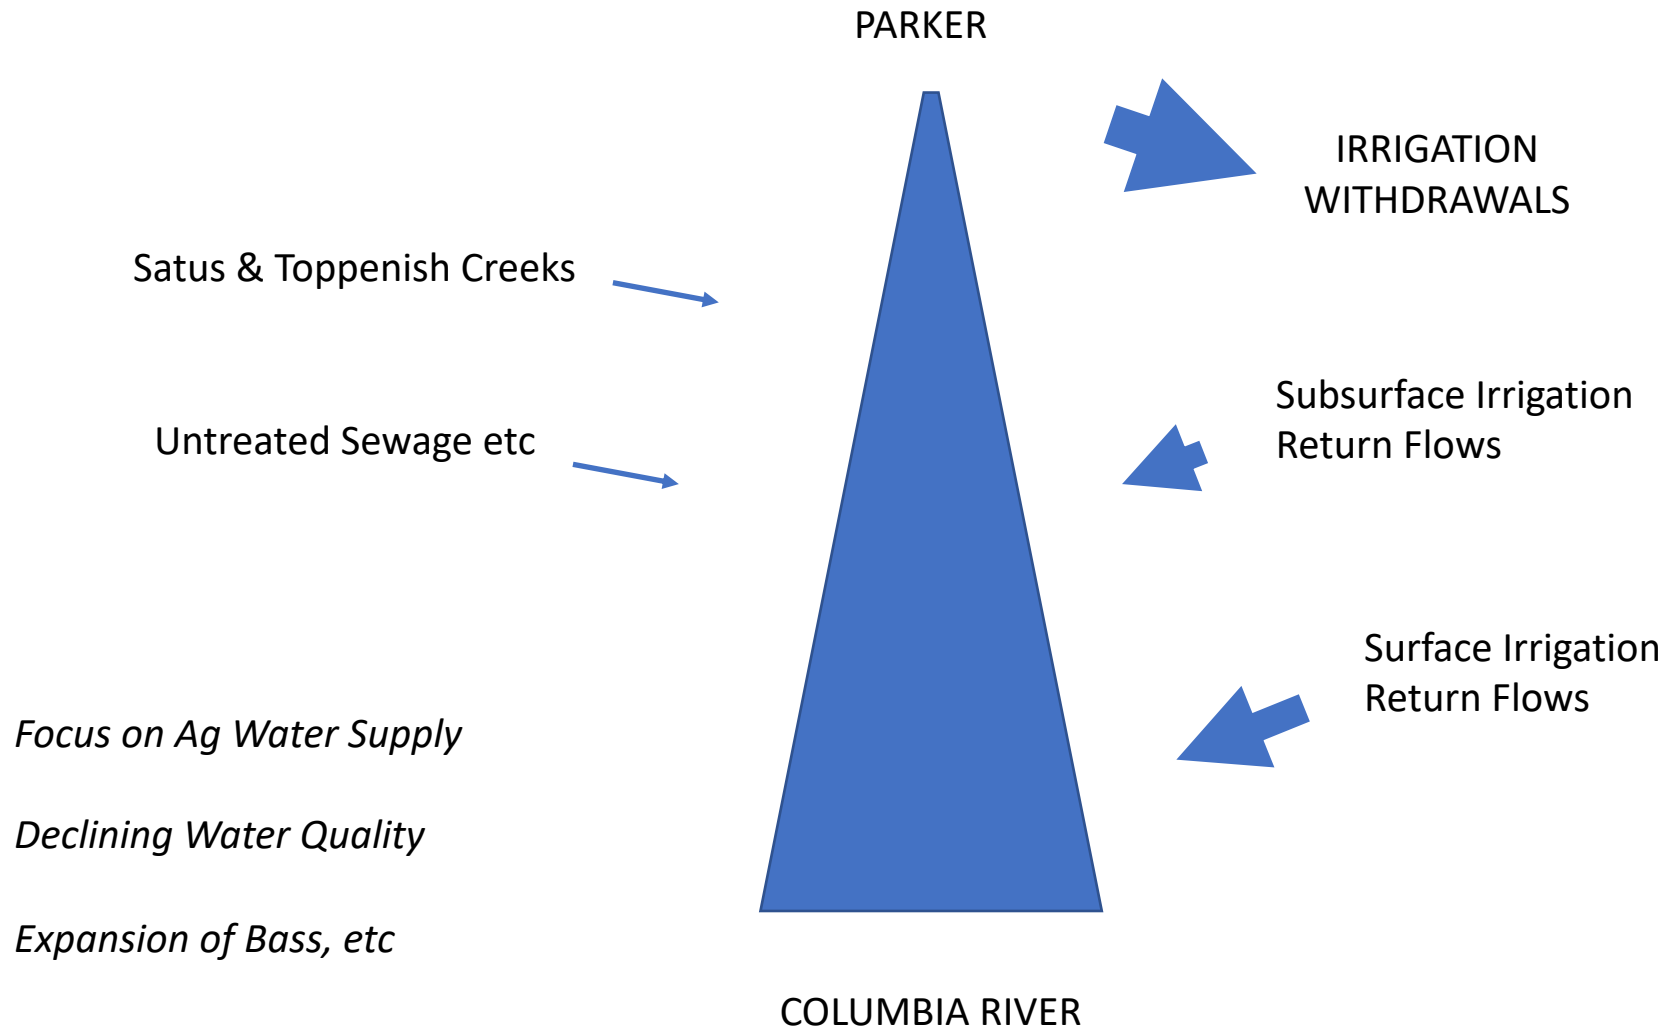 PARKER
IRRIGATION
WITHDRAWALS
Satus & Toppenish Creeks
Subsurface Irrigation
Return Flows
Untreated Sewage etc
Surface Irrigation
Return Flows
Focus on Ag Water Supply
Declining Water Quality
Expansion of Bass, etc
COLUMBIA RIVER